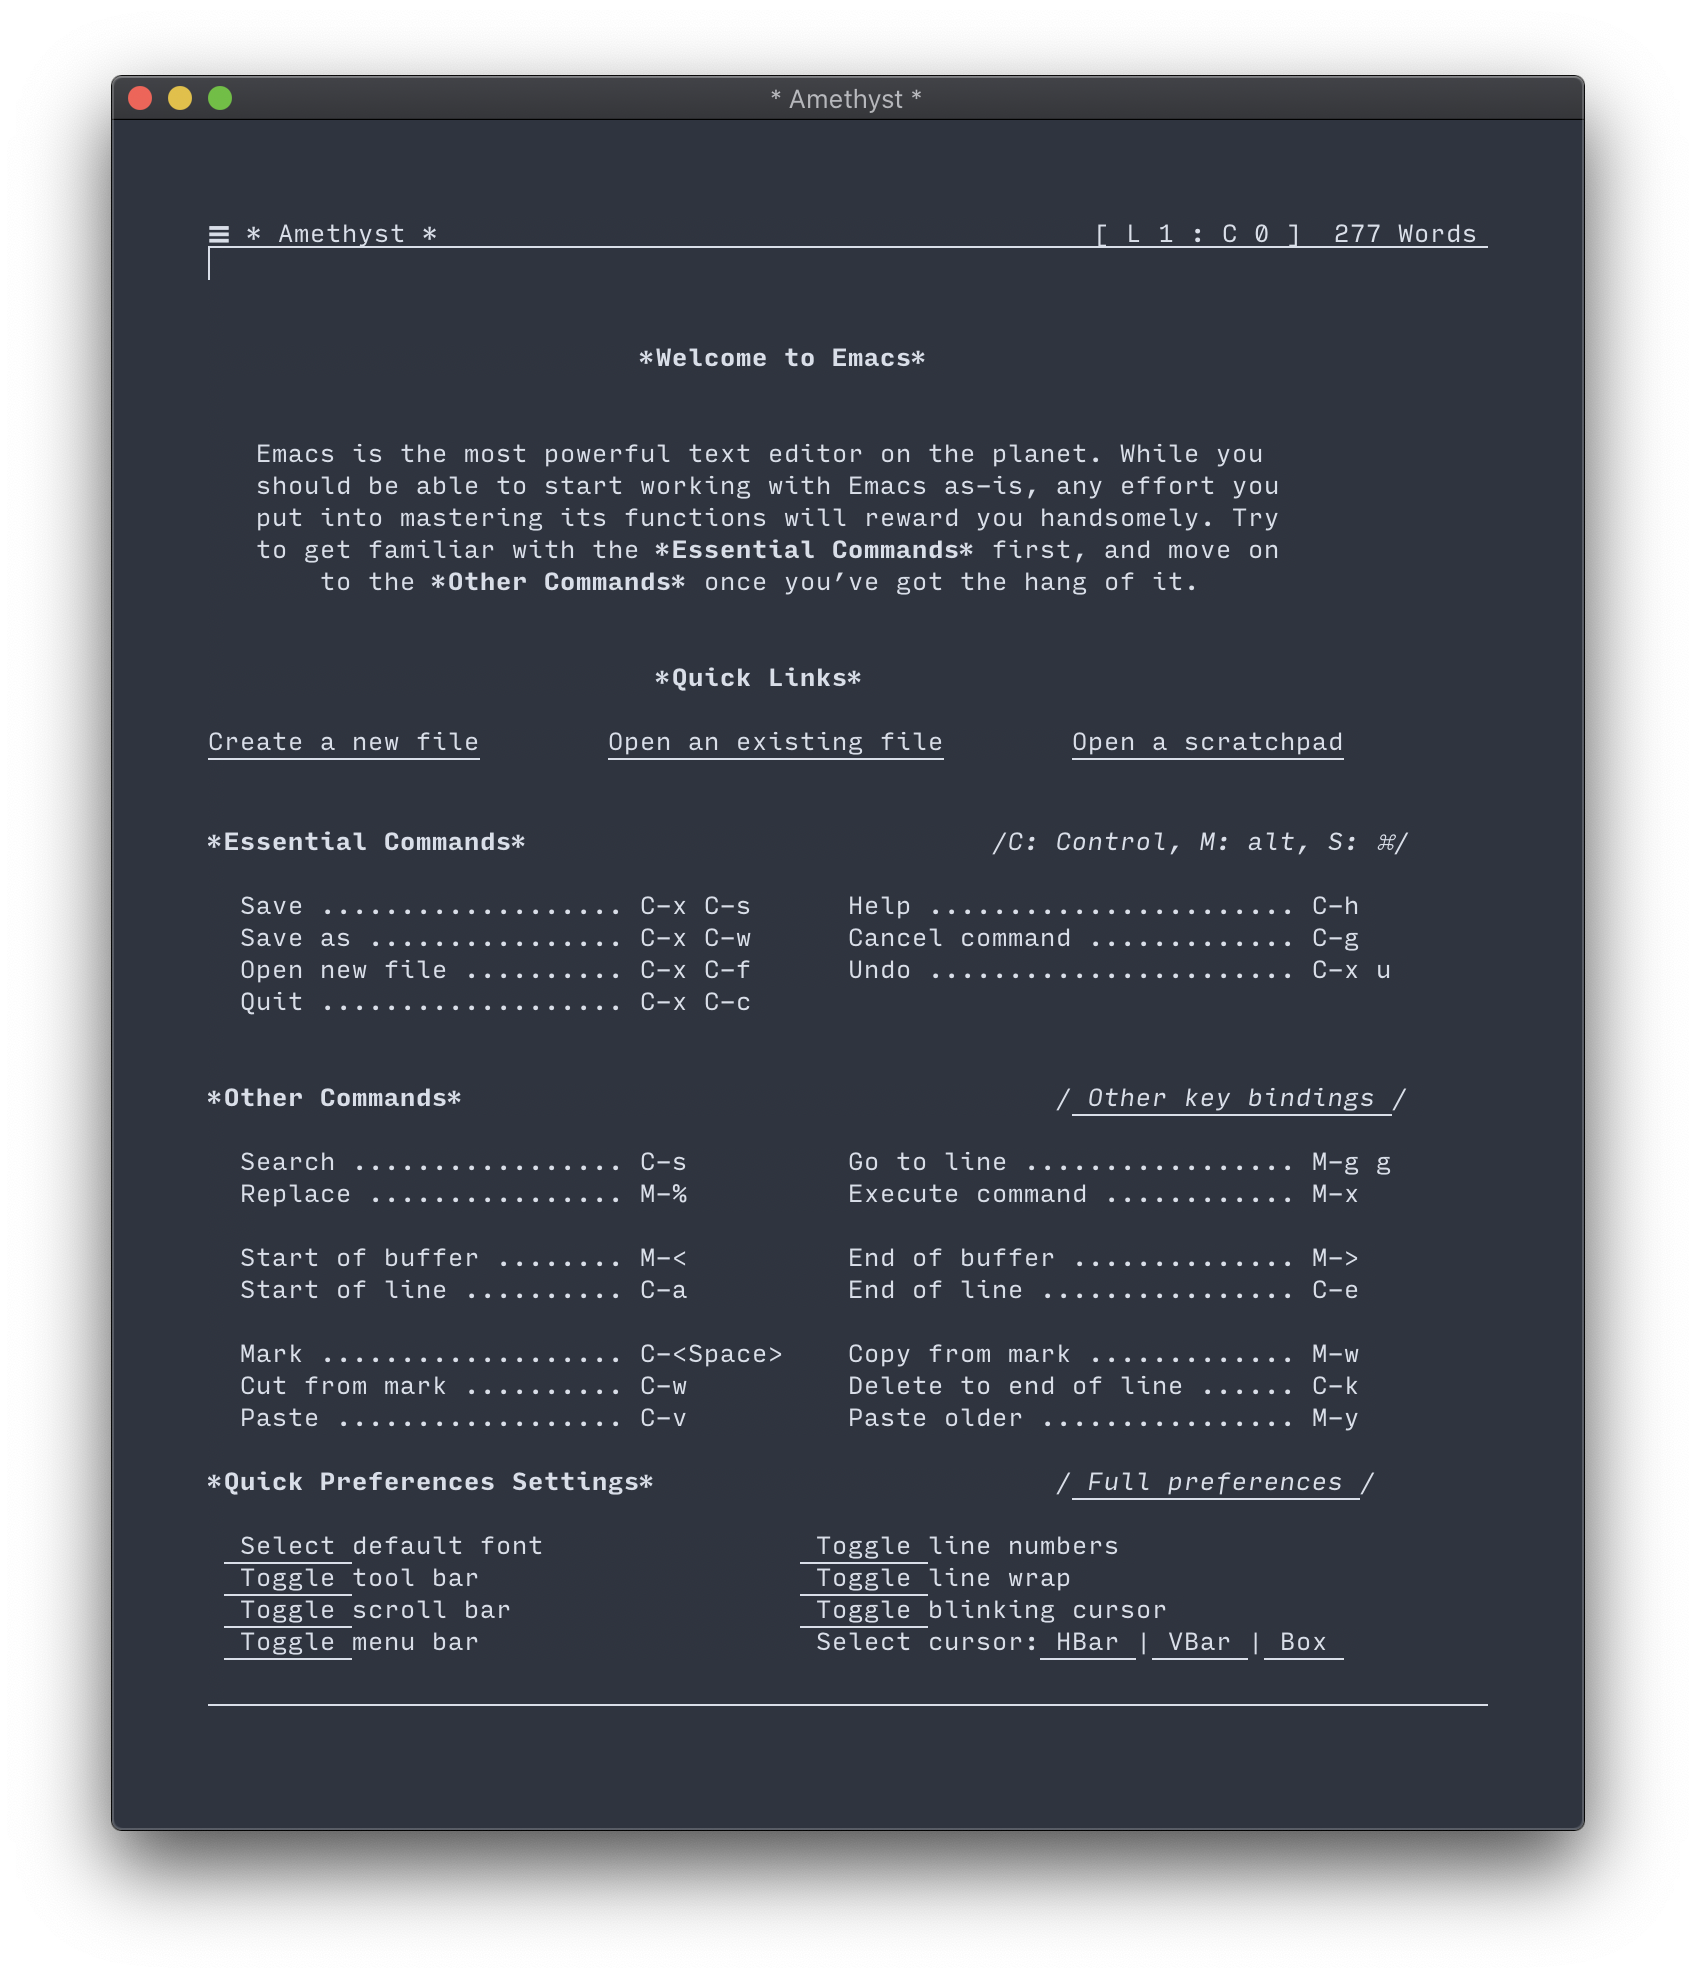 * Amethyst *
☰ * Amethyst * [ L 1 : C 0 ] 277 Words
*Welcome to Emacs*
Emacs is the most powerful text editor on the planet. While you
should be able to start working with Emacs as-is, any effort you
put into mastering its functions will reward you handsomely. Try
to get familiar with the *Essential Commands* first, and move on
to the *Other Commands* once you’ve got the hang of it.
*Quick Links*
Create a new file Open an existing file Open a scratchpad
*Essential Commands* /C: Control, M: alt, S: ⌘/
Save ................... C-x C-s Help ....................... C-h
Save as ................ C-x C-w Cancel command ............. C-g
Open new file .......... C-x C-f Undo ....................... C-x u
Quit ................... C-x C-c
*Other Commands* / Other key bindings /
Search ................. C-s Go to line ................. M-g g
Replace ................ M-% Execute command ............ M-x
Start of buffer ........ M-< End of buffer .............. M->
Start of line .......... C-a End of line ................ C-e
Mark ................... C-<Space> Copy from mark ............. M-w
Cut from mark .......... C-w Delete to end of line ...... C-k
Paste .................. C-v Paste older ................ M-y
*Quick Preferences Settings* / Full preferences /
Select default font Toggle line numbers
Toggle tool bar Toggle line wrap
Toggle scroll bar Toggle blinking cursor
Toggle menu bar Select cursor: HBar | VBar | Box